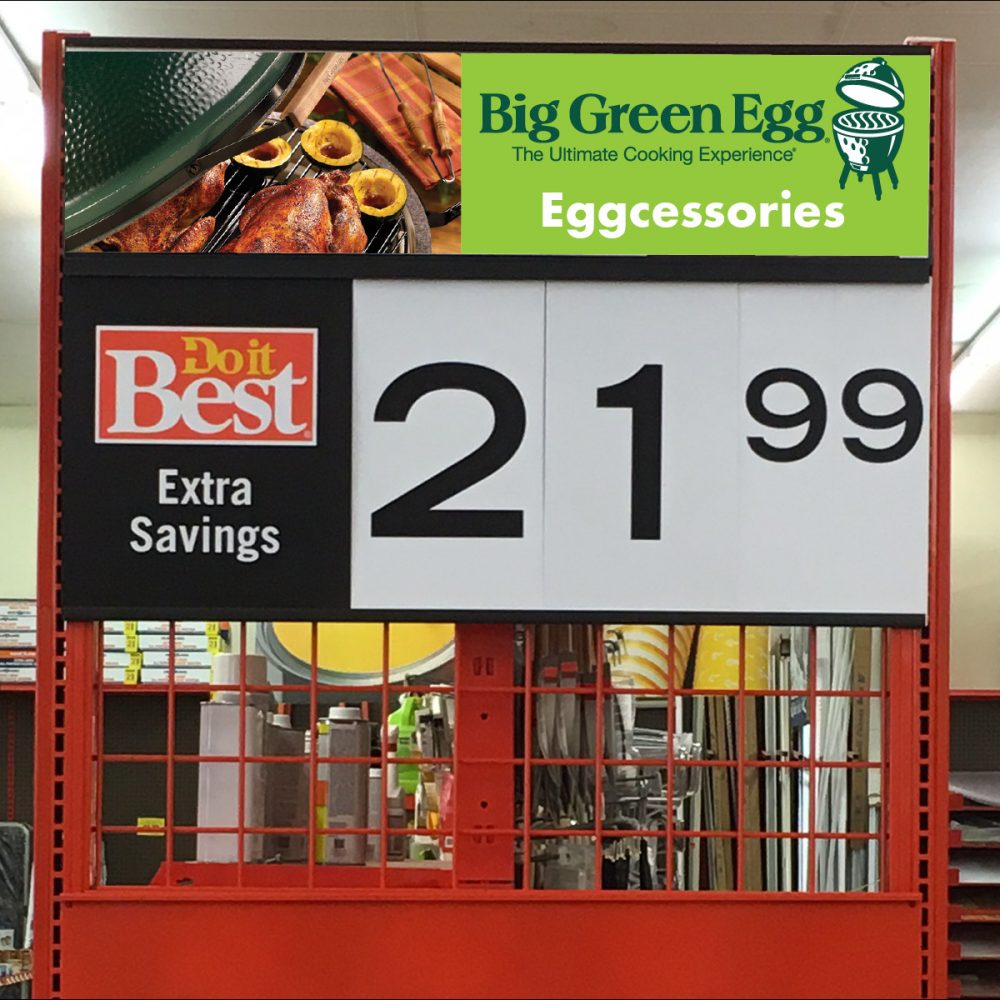 Big Green Egg®
The Ultimate Cooking Experience®
Eggcessories
Do it
Best®
Extra
Savings
21 99